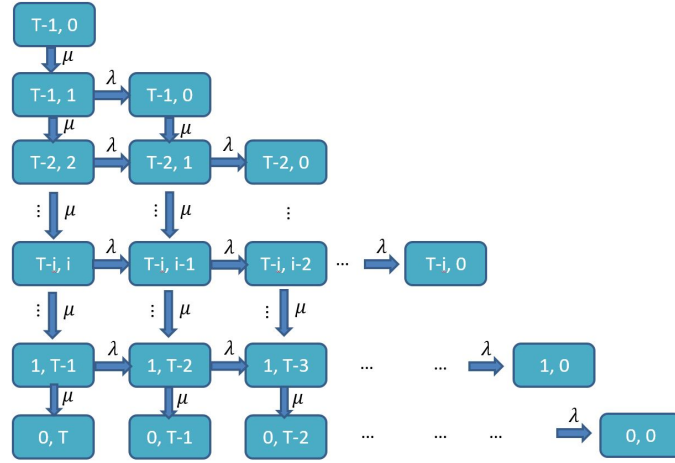 T-1, 0
μ
T-1, 1 λ T-1, 0
μ μ
T-2, 2 λ T-2, 1 λ T-2, 0
⋮ μ ⋮ μ ⋮
T-i, i λ T-i, i-1 λ T-i, i-2 ... λ T-i, 0
⋮ μ ⋮ μ ⋮ μ
1, T-1 λ 1, T-2 λ 1, T-3 ... ... λ 1, 0
μ μ μ
0, T 0, T-1 0, T-2 ... ... ... λ 0, 0